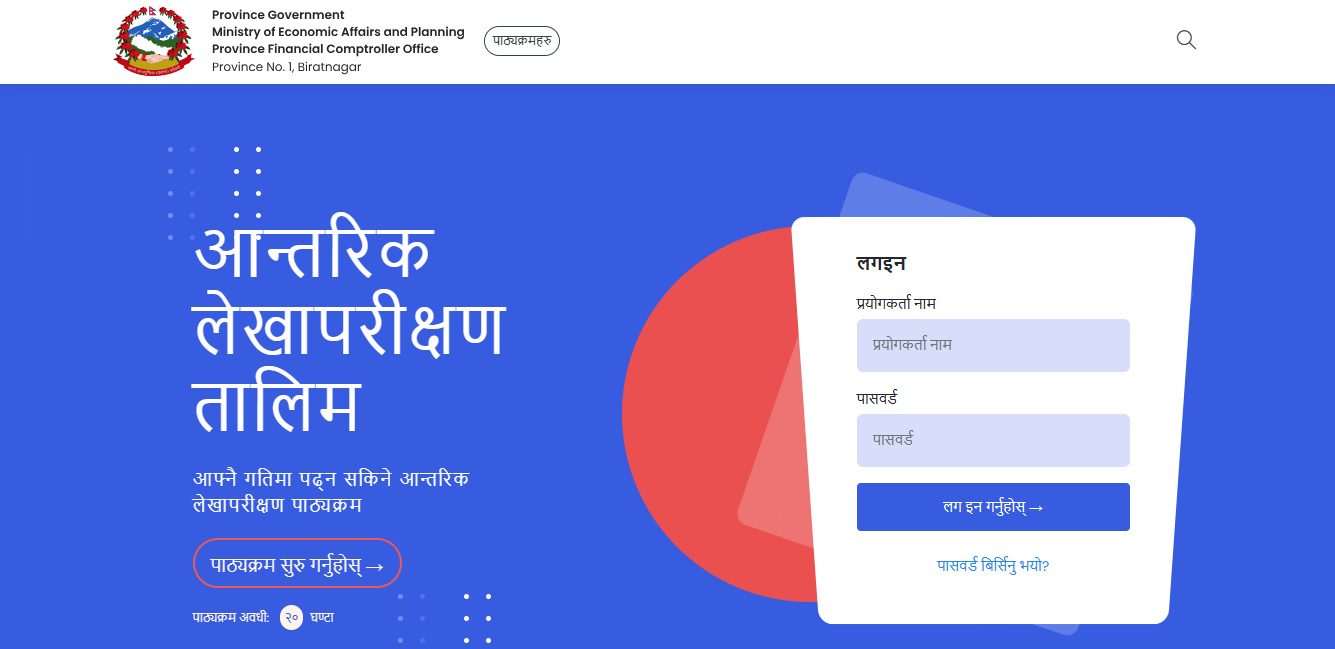 Province Government
Ministry of Economic Affairs and Planning
Province Financial Comptroller Office
Province No. 1, Biratnagar
पाठ्यक्रमहरु
आन्तरिक
लेखापरीक्षण
तालिम
आफ्नै गतिमा पढ्न सकिने आन्तरिक
लेखापरीक्षण पाठ्यक्रम
पाठ्यक्रम सुरु गर्नुहोस् →
पाठ्यक्रम अवधी: २० घण्टा
लगइन
प्रयोगकर्ता नाम
प्रयोगकर्ता नाम
पासवर्ड
पासवर्ड
लग इन गर्नुहोस् →
पासवर्ड बिर्सिनु भयो?